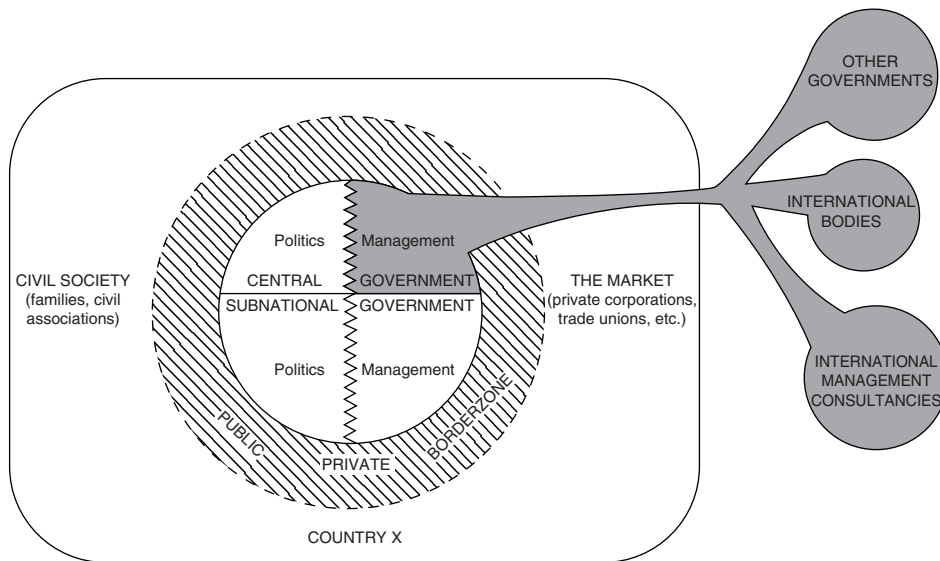 OTHER
GOVERNMENTS
INTERNATIONAL
BODIES
INTERNATIONAL
MANAGEMENT
CONSULTANCIES
Politics
Management
CENTRAL
GOVERNMENT
SUBNATIONAL
GOVERNMENT
Politics
Management
CIVIL SOCIETY
(families, civil
associations)
THE MARKET
(private corporations,
trade unions, etc.)
PUBLIC
PRIVATE
BORDERZONE
COUNTRY X